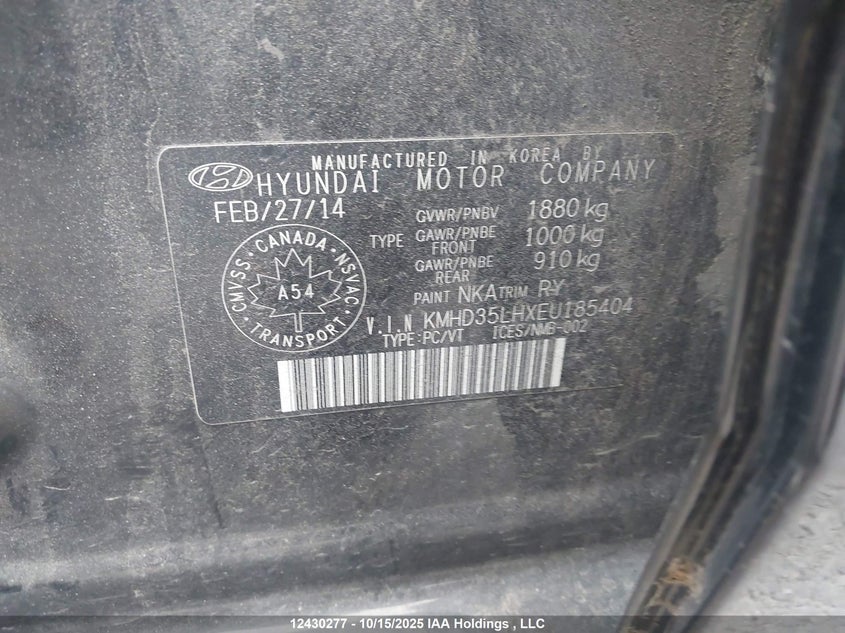 MANUFACTURED IN KOREA BY
HYUNDAI MOTOR COMPANY
FEB/27/14
GVWR/PNBV 1880 kg
TYPE GAWR/PNBE FRONT 1000 kg
GAWR/PNBE REAR 910 kg
CMVSS · CANADA · NSVAC · TRANSPORT ·
A54
PAINT NKA TRIM RY
V.I.N KMHD35LHXEU185404
TYPE:PC/VT ICES/NMB-002
12430277 - 10/15/2025 IAA Holdings , LLC